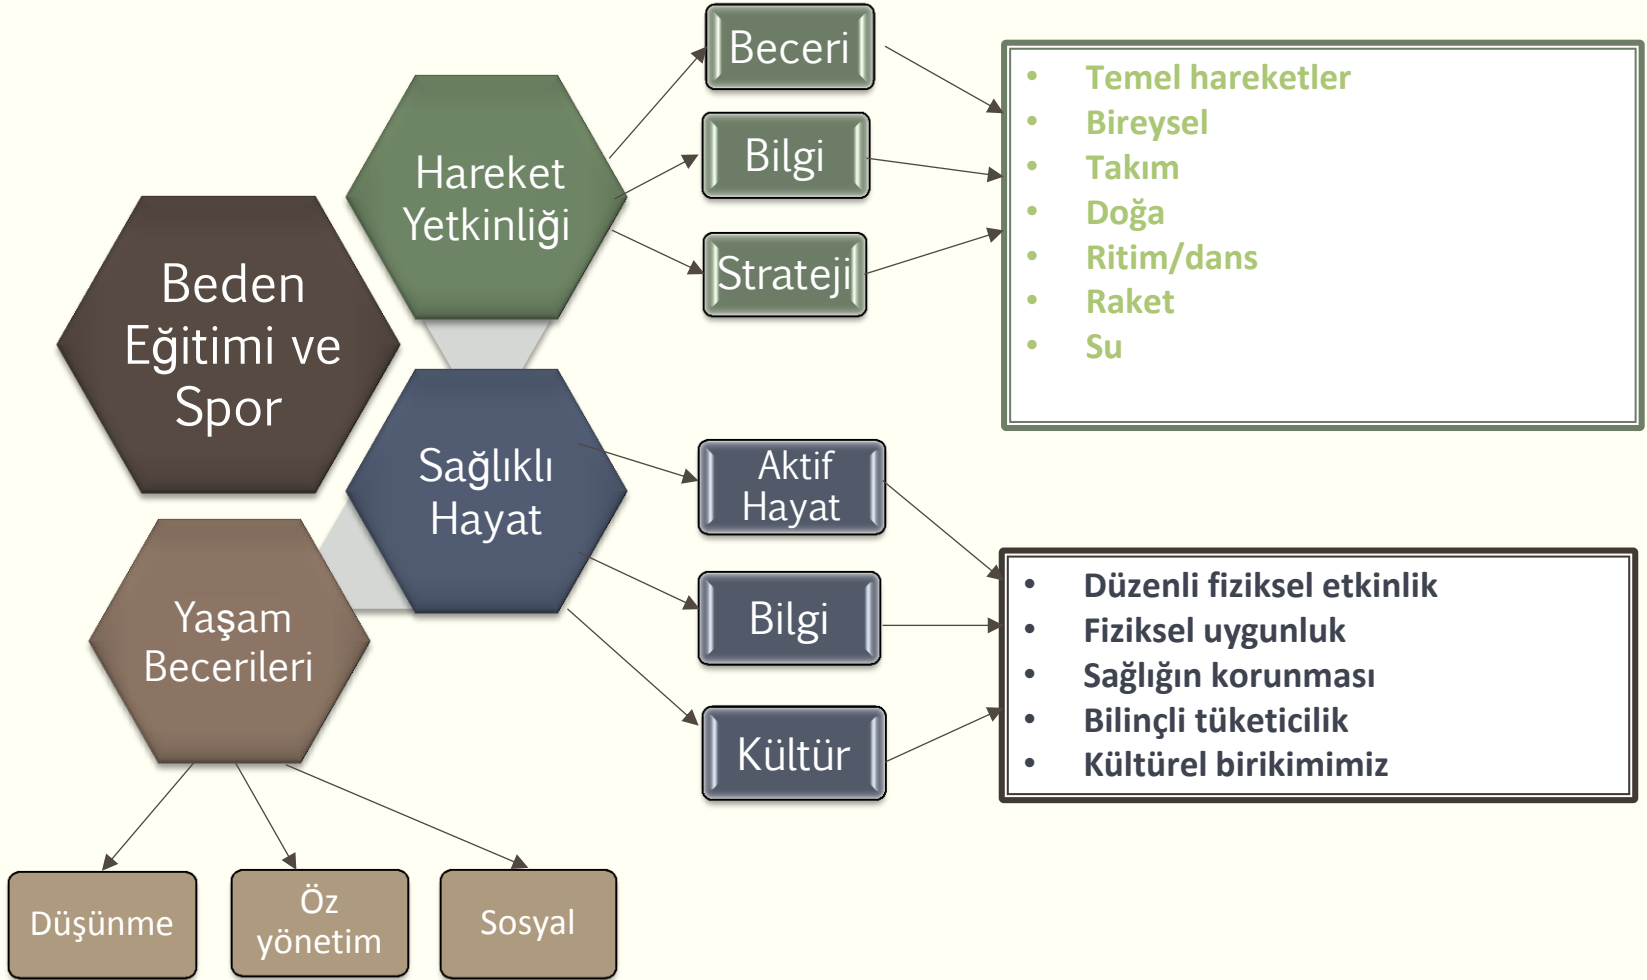 Beden
Eğitimi ve
Spor
Hareket
Yetkinliği
Beceri
Bilgi
Strateji
• Temel hareketler
• Bireysel
• Takım
• Doğa
• Ritim/dans
• Raket
• Su
Sağlıklı
Hayat
Aktif
Hayat
Bilgi
Kültür
• Düzenli fiziksel etkinlik
• Fiziksel uygunluk
• Sağlığın korunması
• Bilinçli tüketicilik
• Kültürel birikimimiz
Yaşam
Becerileri
Düşünme
Öz
yönetim
Sosyal